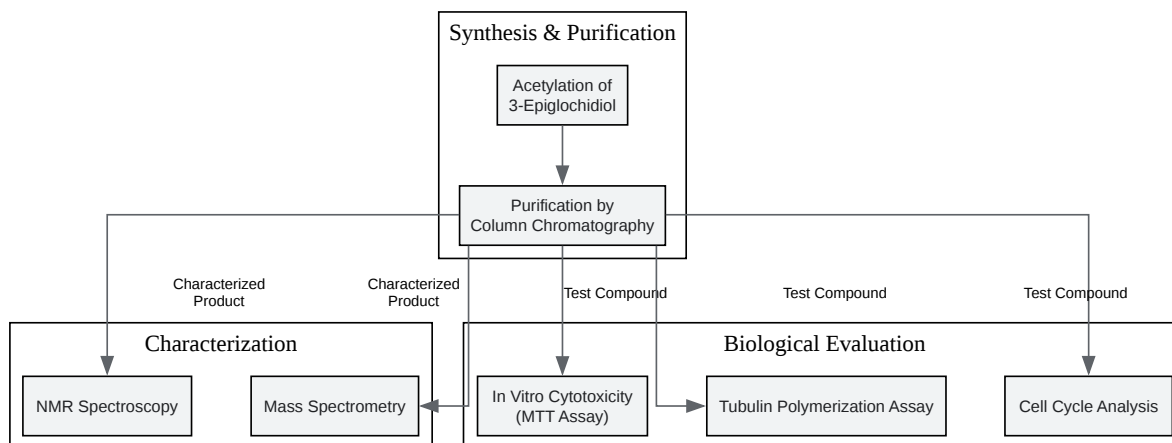 Synthesis & Purification
Acetylation of
3-Epiglochidiol
Purification by
Column Chromatography
Characterized
Product
Characterized
Product
Test Compound
Test Compound
Test Compound
Characterization
Biological Evaluation
NMR Spectroscopy
Mass Spectrometry
In Vitro Cytotoxicity
(MTT Assay)
Tubulin Polymerization Assay
Cell Cycle Analysis